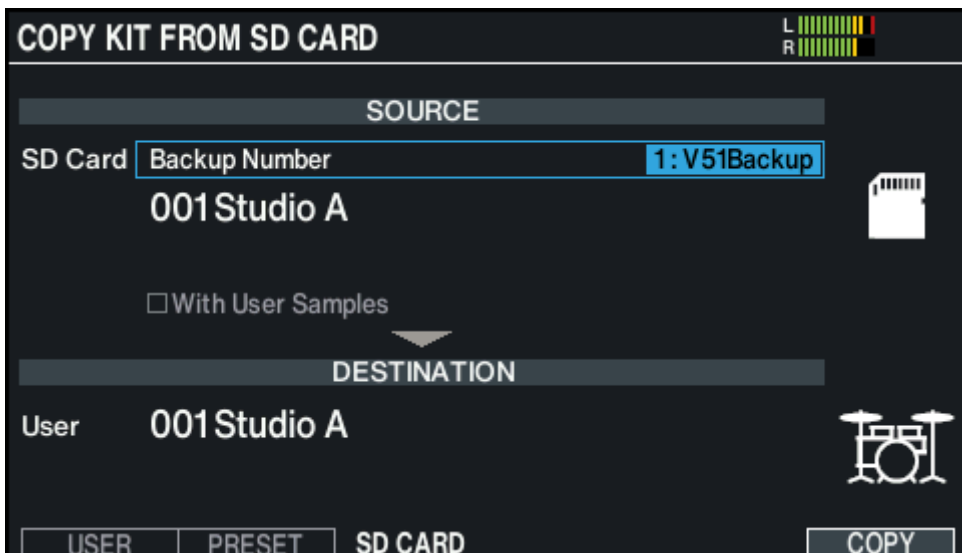 COPY KIT FROM SD CARD
L
R
SOURCE
SD Card Backup Number 1:V51Backup
001 Studio A
With User Samples
DESTINATION
User 001 Studio A
USER PRESET SD CARD COPY